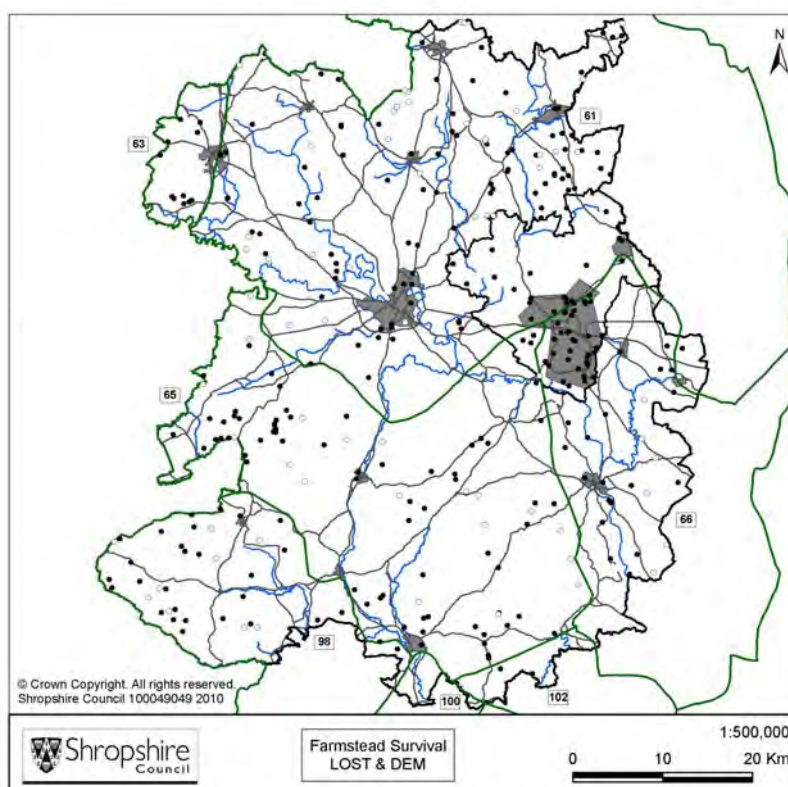 N
61
63
65
66
98
100
102
© Crown Copyright. All rights reserved.
Shropshire Council 100049049 2010
Shropshire
Council
Farmstead Survival
LOST & DEM
1:500,000
0 10 20 Km